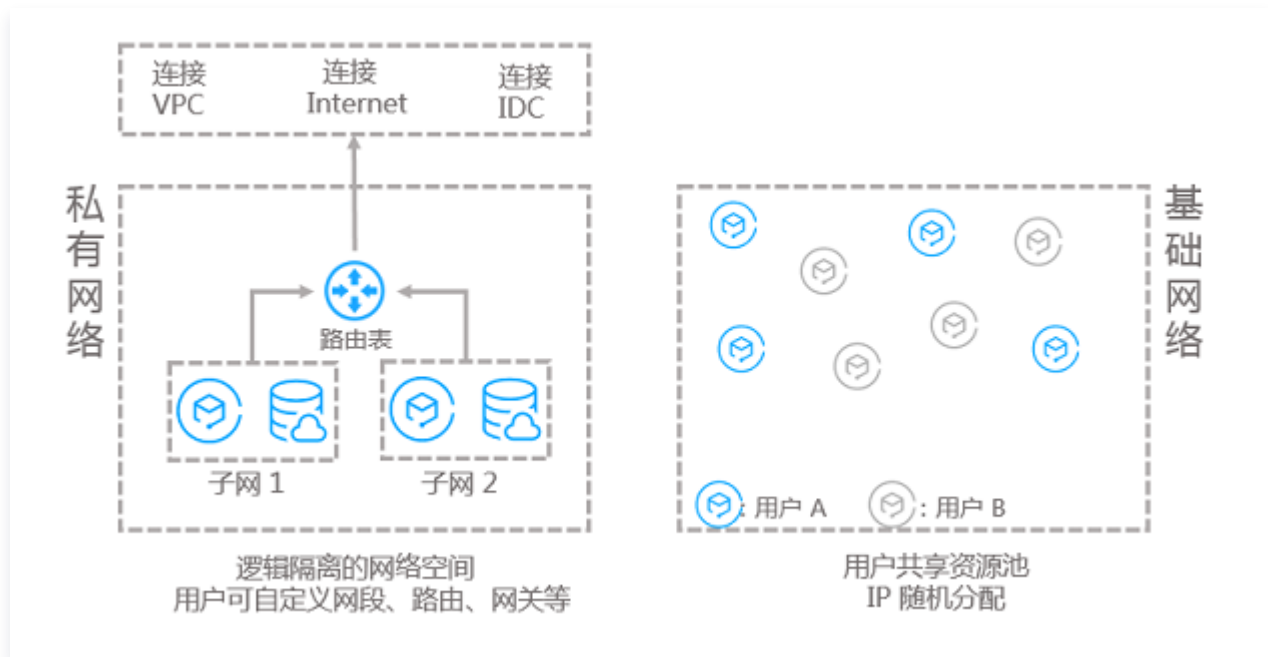 连接
VPC
连接
Internet
连接
IDC
私有网络
路由表
子网 1
子网 2
逻辑隔离的网络空间
用户可自定义网段、路由、网关等
基础网络
: 用户 A
: 用户 B
用户共享资源池
IP 随机分配